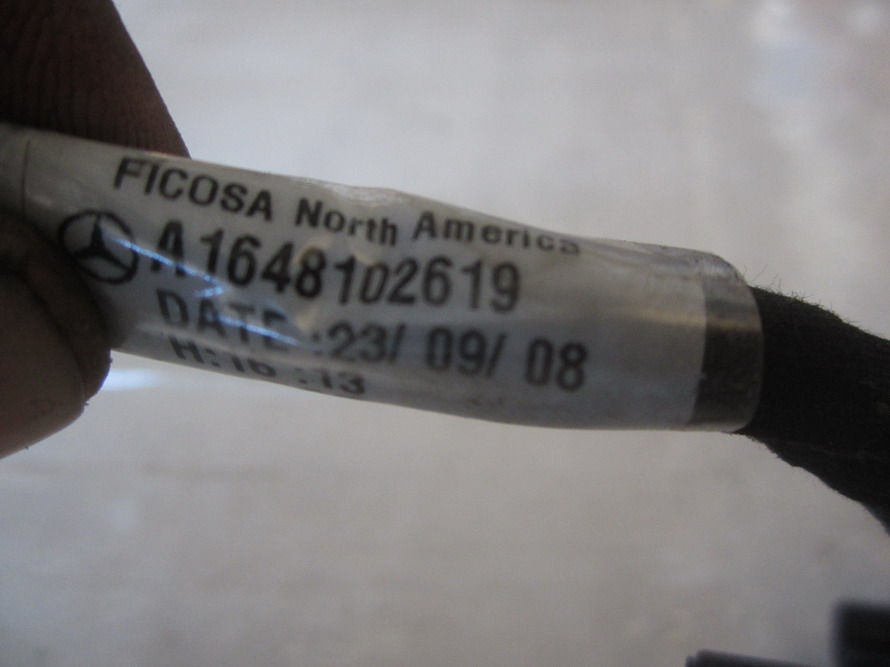 FICOSA North America
A1648102619
DATE :23/ 09/ 08
H:16 :13